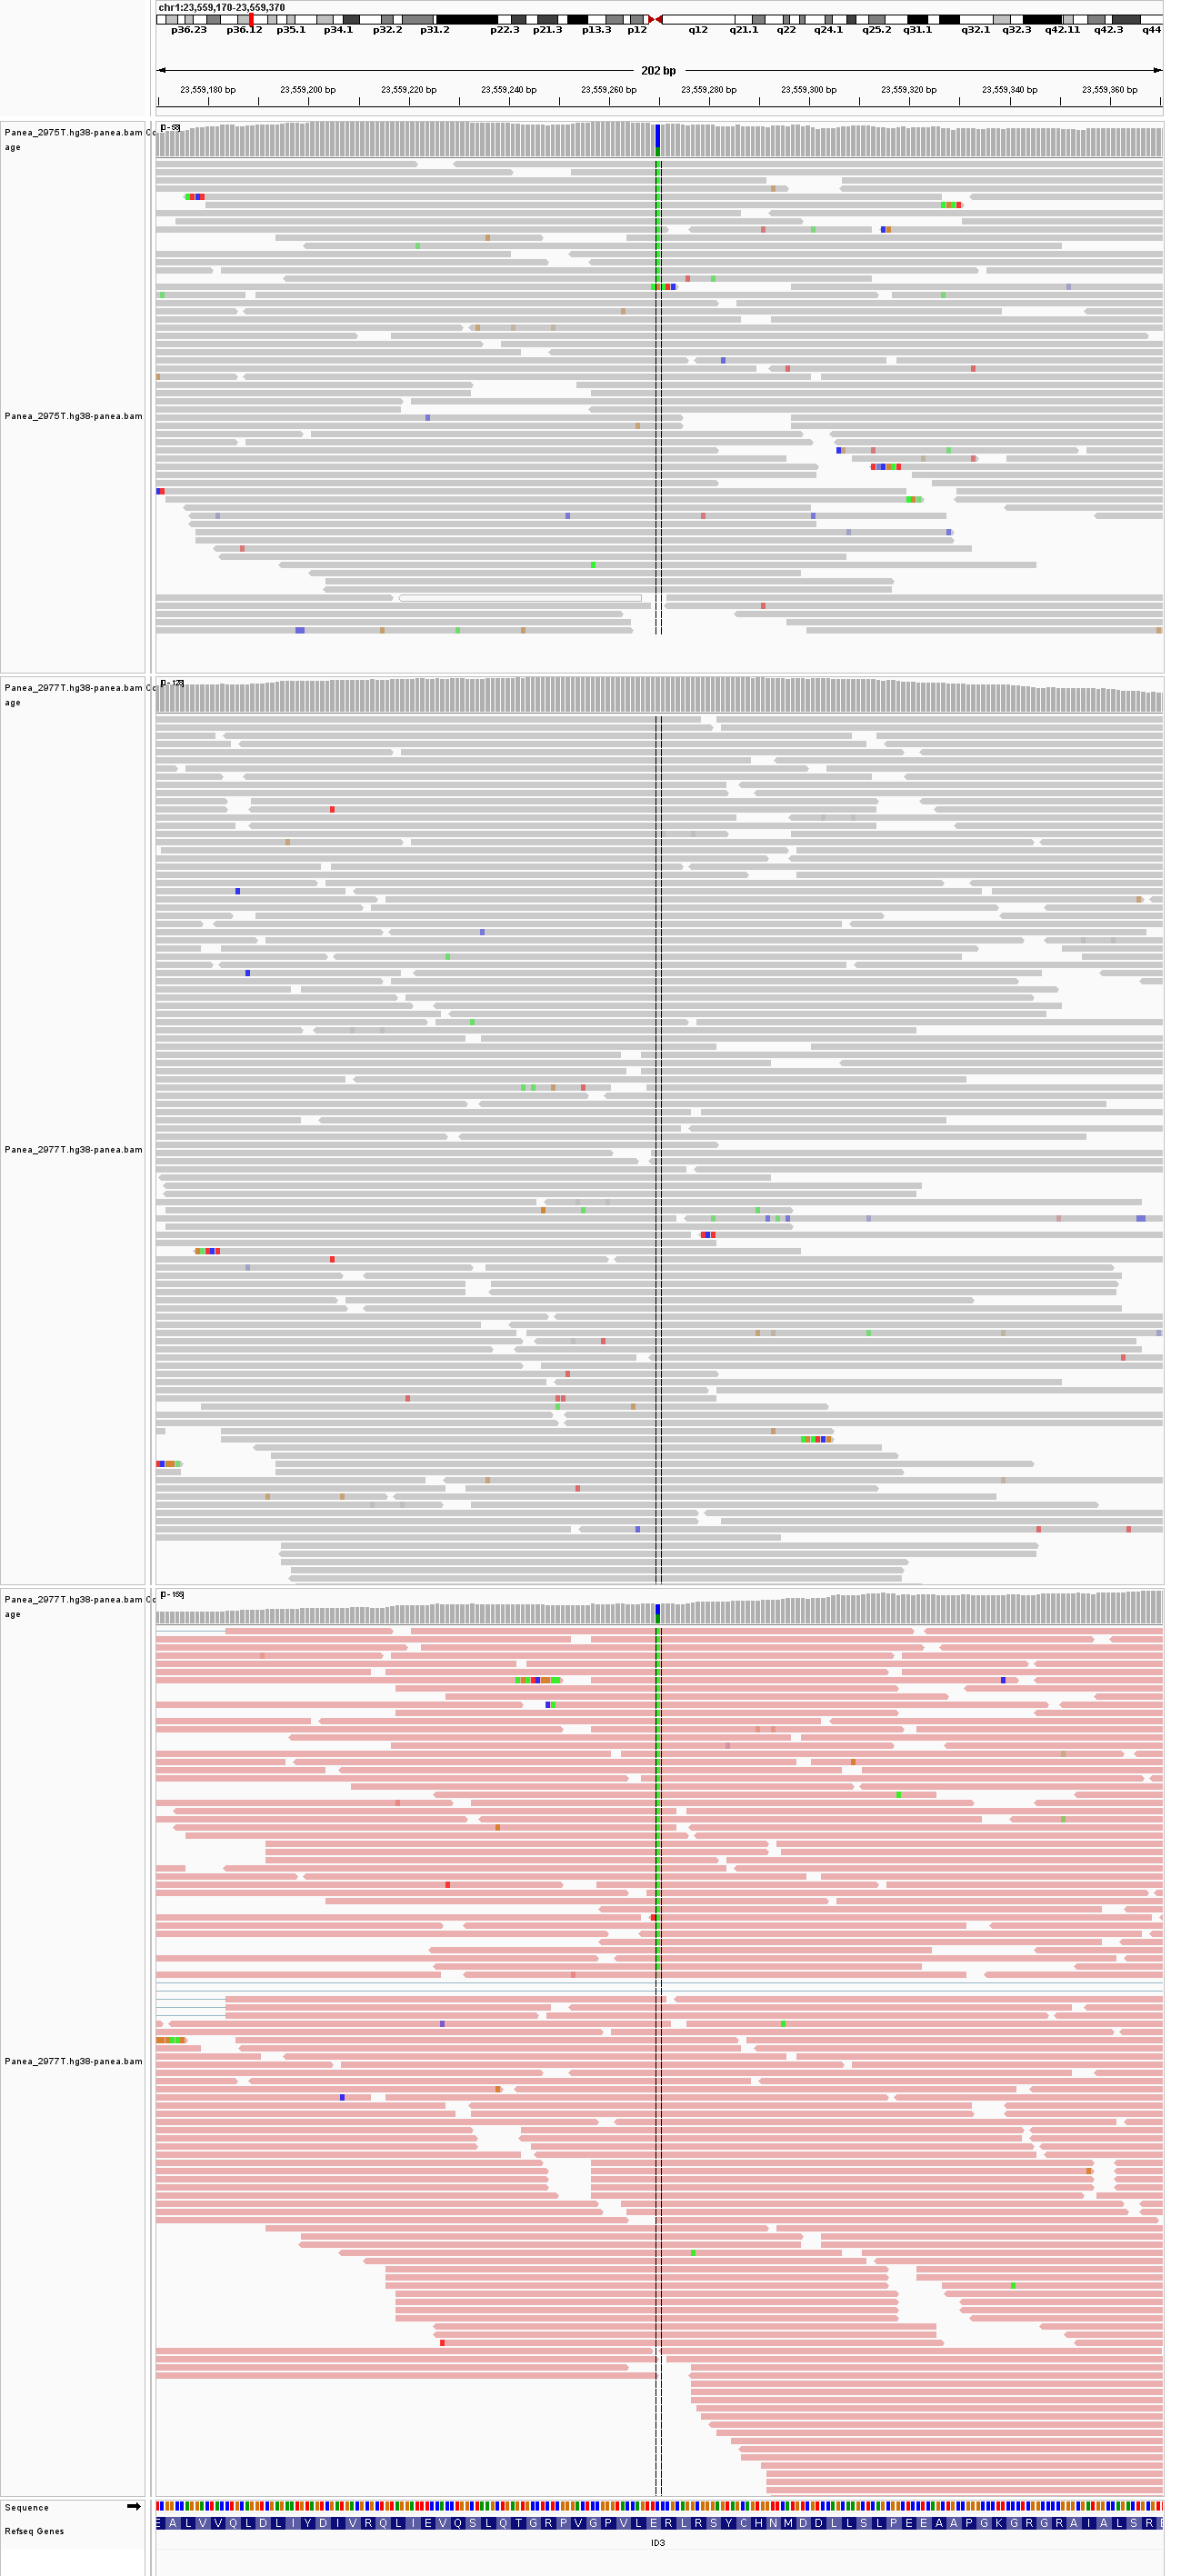 chr1:23,559,170-23,559,370
p36.23 p36.12 p35.1 p34.1 p32.2 p31.2 p22.3 p21.3 p13.3 p12 q12 q21.1 q22 q24.1 q25.2 q31.1 q32.1 q32.3 q42.11 q42.3 q44
202 bp
23,559,180 bp 23,559,200 bp 23,559,220 bp 23,559,240 bp 23,559,260 bp 23,559,280 bp 23,559,300 bp 23,559,320 bp 23,559,340 bp 23,559,360 bp
Panea_2975T.hg38-panea.bam
age
Panea_2975T.hg38-panea.bam
Panea_2977T.hg38-panea.bam
age
Panea_2977T.hg38-panea.bam
Panea_2977T.hg38-panea.bam
age
Panea_2977T.hg38-panea.bam
Sequence
Refseq Genes
E A L V V Q L D L I Y D I V R Q L I E V Q S L Q T G R P V G P V L E R L R S Y C H N M D D L L S L P E E A A P G K G R G R A I A L S R E
ID3